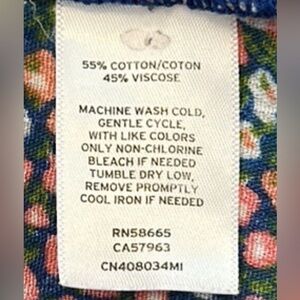 55% COTTON/COTON
45% VISCOSE
MACHINE WASH COLD,
GENTLE CYCLE,
WITH LIKE COLORS
ONLY NON-CHLORINE
BLEACH IF NEEDED
TUMBLE DRY LOW,
REMOVE PROMPTLY
COOL IRON IF NEEDED
RN58665
CA57963
CN408034MI